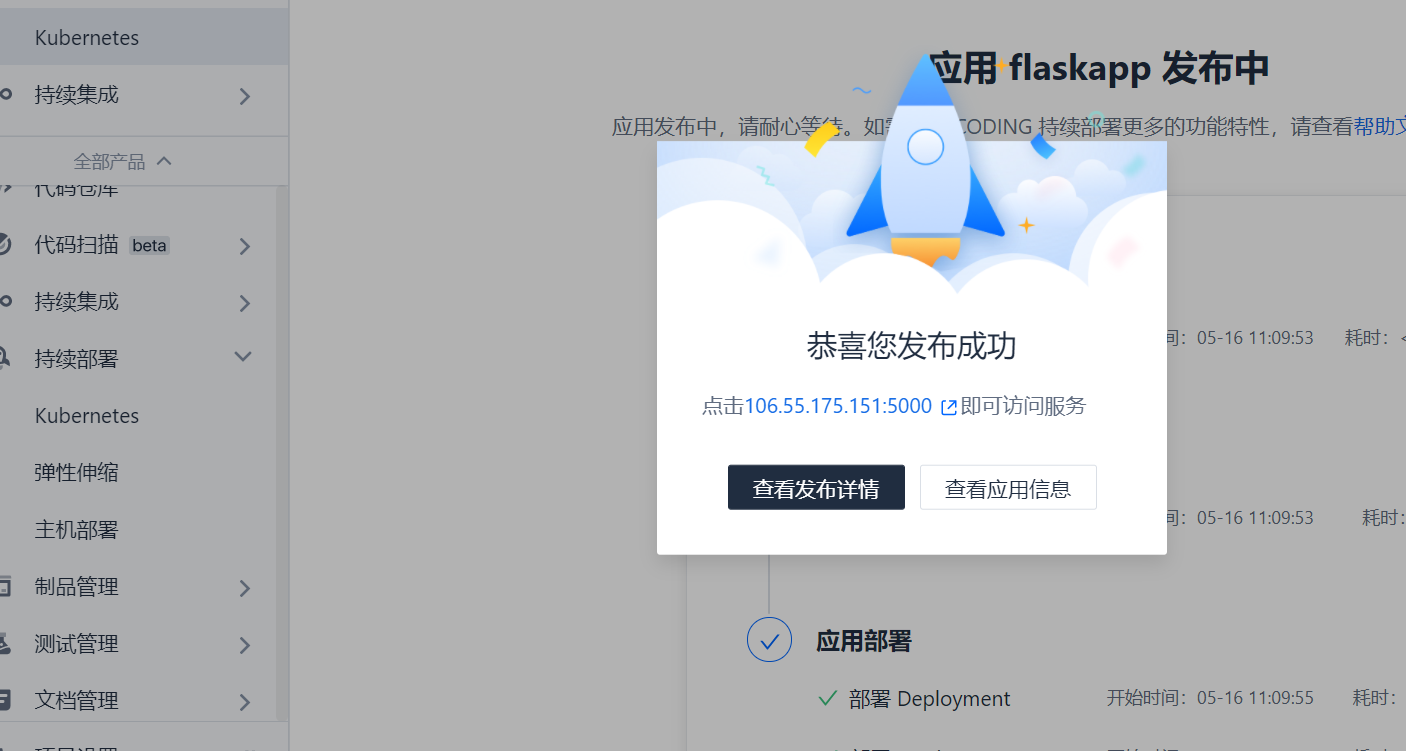 Kubernetes
持续集成
全部产品
代码仓库
代码扫描 beta
持续集成
持续部署
Kubernetes
弹性伸缩
主机部署
制品管理
测试管理
文档管理
应用 flaskapp 发布中
应用发布中，请耐心等待。如 CODING 持续部署更多的功能特性，请查看帮助文
恭喜您发布成功
点击106.55.175.151:5000 即可访问服务
查看发布详情
查看应用信息
间：05-16 11:09:53 耗时：<
间：05-16 11:09:53 耗时：
应用部署
部署 Deployment 开始时间：05-16 11:09:55 耗时：